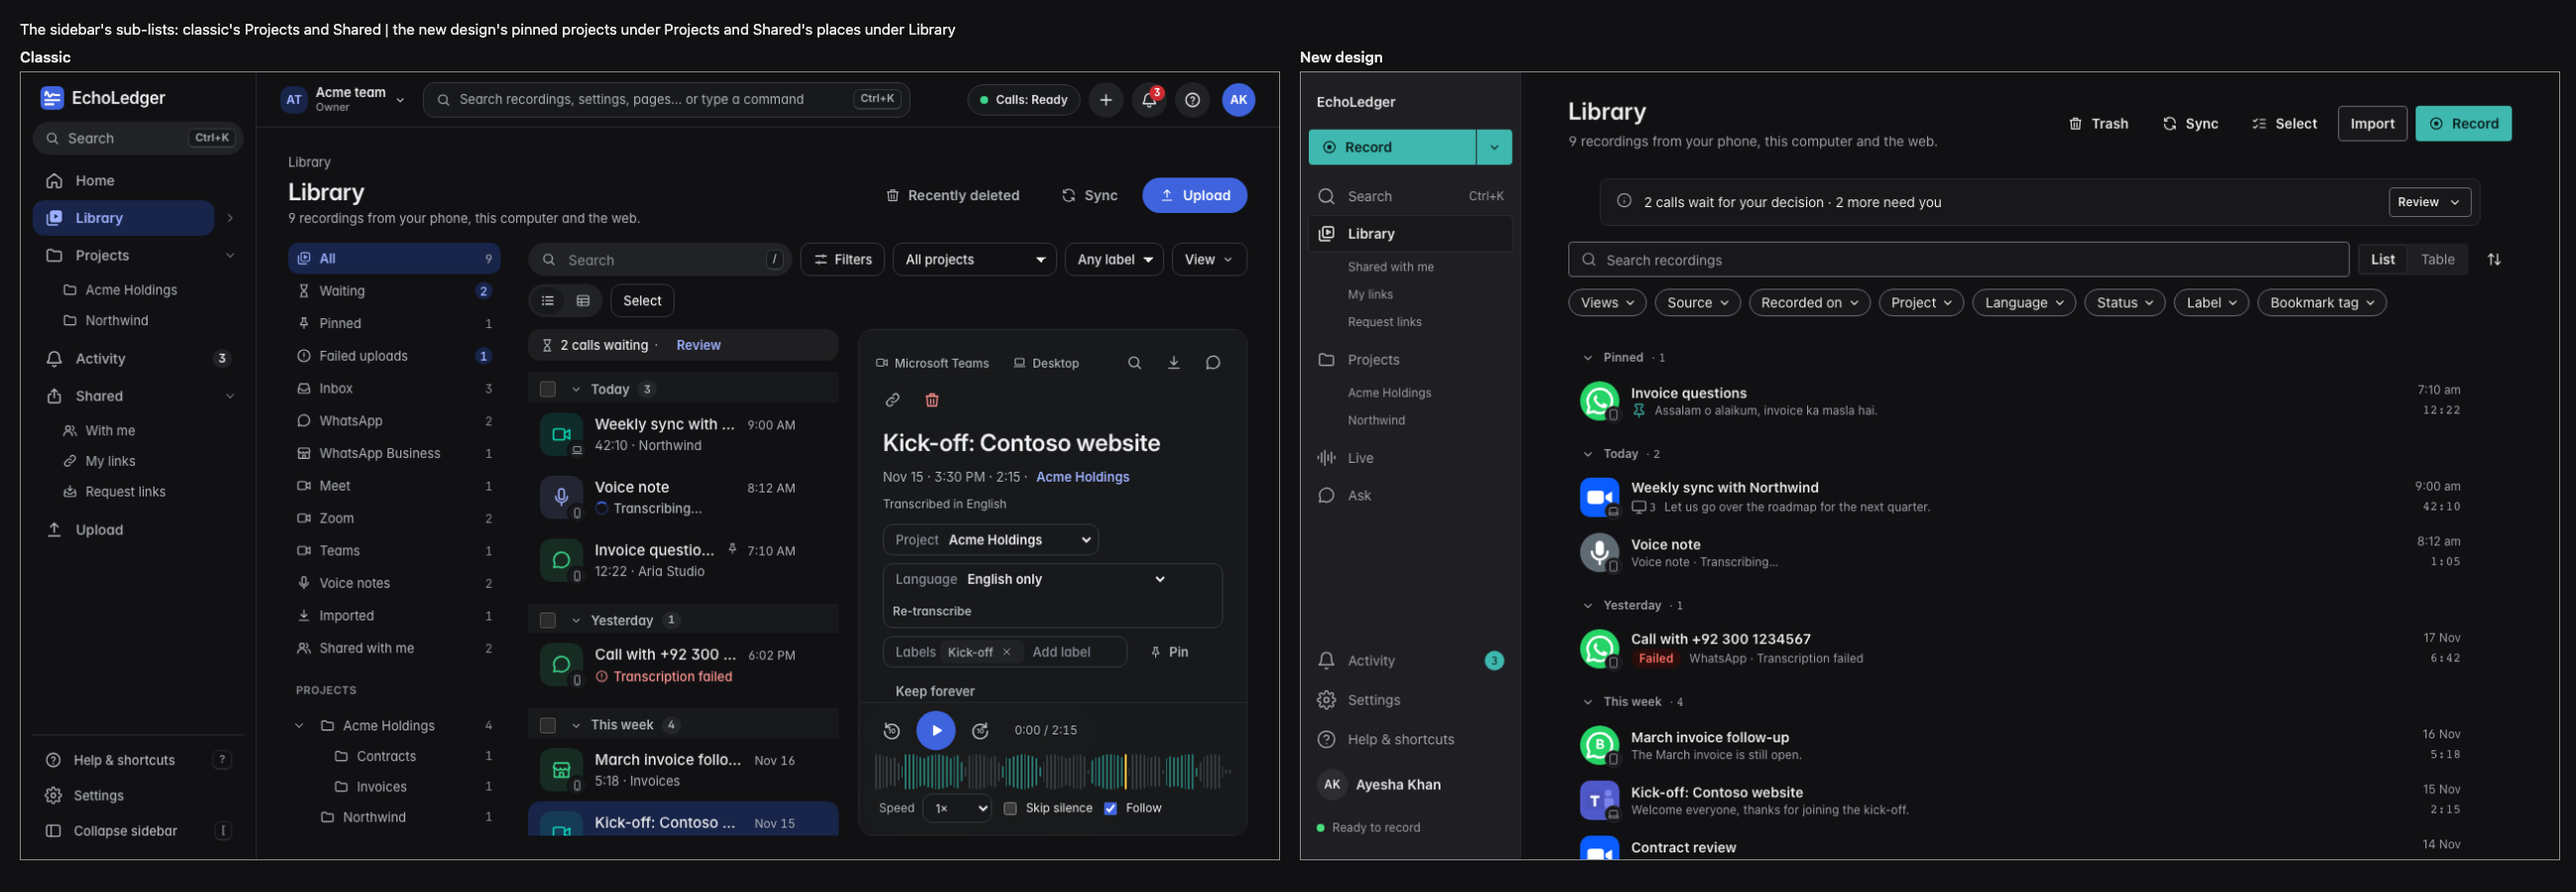 The sidebar's sub-lists: classic's Projects and Shared | the new design's pinned projects under Projects and Shared's places under Library
Classic
EchoLedger
Search Ctrl+K
Home
Library
Projects
Acme Holdings
Northwind
Activity 3
Shared
With me
My links
Request links
Upload
Help & shortcuts ?
Settings
Collapse sidebar [
AT Acme team
Owner
Search recordings, settings, pages... or type a command Ctrl+K
Calls: Ready
3
AK
Library
Library
9 recordings from your phone, this computer and the web.
Recently deleted Sync Upload
All 9
Waiting 2
Pinned 1
Failed uploads 1
Inbox 3
WhatsApp 2
WhatsApp Business 1
Meet 1
Zoom 2
Teams 1
Voice notes 2
Imported 1
Shared with me 2
PROJECTS
Acme Holdings 4
Contracts 1
Invoices 1
Northwind 1
Search / Filters All projects Any label View
Select
2 calls waiting · Review
Today 3
Weekly sync with ... 9:00 AM
42:10 · Northwind
Voice note 8:12 AM
Transcribing...
Invoice questio... 7:10 AM
12:22 · Aria Studio
Yesterday 1
Call with +92 300 ... 6:02 PM
Transcription failed
This week 4
March invoice follo... Nov 16
5:18 · Invoices
Kick-off: Contoso ... Nov 15
Microsoft Teams Desktop
Kick-off: Contoso website
Nov 15 · 3:30 PM · 2:15 · Acme Holdings
Transcribed in English
Project Acme Holdings
Language English only
Re-transcribe
Labels Kick-off × Add label Pin
Keep forever
10 10 0:00 / 2:15
Speed 1× Skip silence Follow
New design
EchoLedger
Record
Search Ctrl+K
Library
Shared with me
My links
Request links
Projects
Acme Holdings
Northwind
Live
Ask
Activity 3
Settings
Help & shortcuts
AK Ayesha Khan
Ready to record
Library
9 recordings from your phone, this computer and the web.
Trash Sync Select Import Record
2 calls wait for your decision · 2 more need you Review
Search recordings List Table
Views Source Recorded on Project Language Status Label Bookmark tag
Pinned · 1
Invoice questions 7:10 am
Assalam o alaikum, invoice ka masla hai. 12:22
Today · 2
Weekly sync with Northwind 9:00 am
3 Let us go over the roadmap for the next quarter. 42:10
Voice note 8:12 am
Voice note · Transcribing... 1:05
Yesterday · 1
Call with +92 300 1234567 17 Nov
Failed WhatsApp · Transcription failed 6:42
This week · 4
March invoice follow-up 16 Nov
The March invoice is still open. 5:18
Kick-off: Contoso website 15 Nov
Welcome everyone, thanks for joining the kick-off. 2:15
Contract review 14 Nov